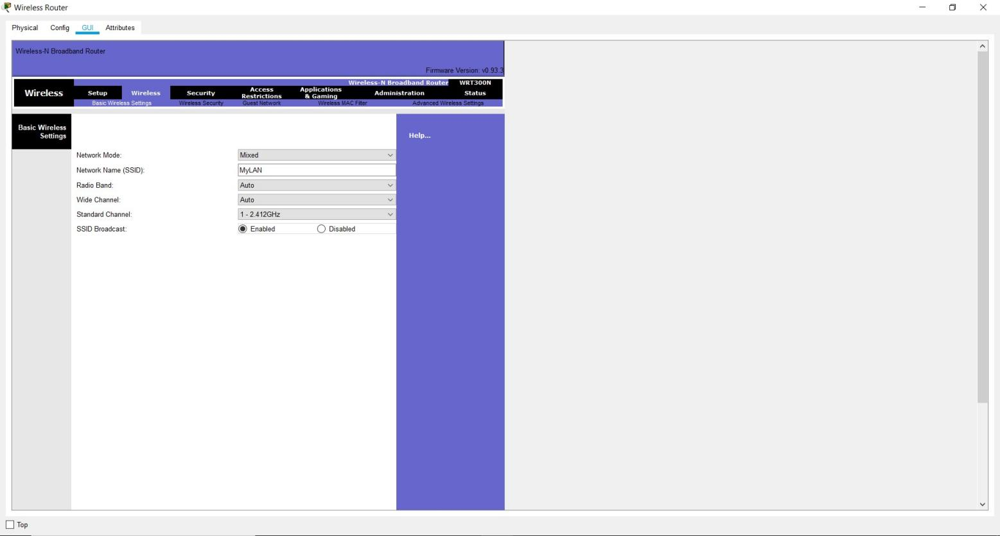 Wireless Router
Physical Config GUI Attributes
Wireless-N Broadband Router
Firmware Version: v0.93.3
Wireless-N Broadband Router WRT300N
Wireless
Setup Wireless Security Access Restrictions Applications & Gaming Administration Status
Basic Wireless Settings Wireless Security Guest Network Wireless MAC Filter Advanced Wireless Settings
Basic Wireless
Settings
Help...
Network Mode: Mixed
Network Name (SSID): MyLAN
Radio Band: Auto
Wide Channel: Auto
Standard Channel: 1 - 2.412GHz
SSID Broadcast: Enabled Disabled
Top